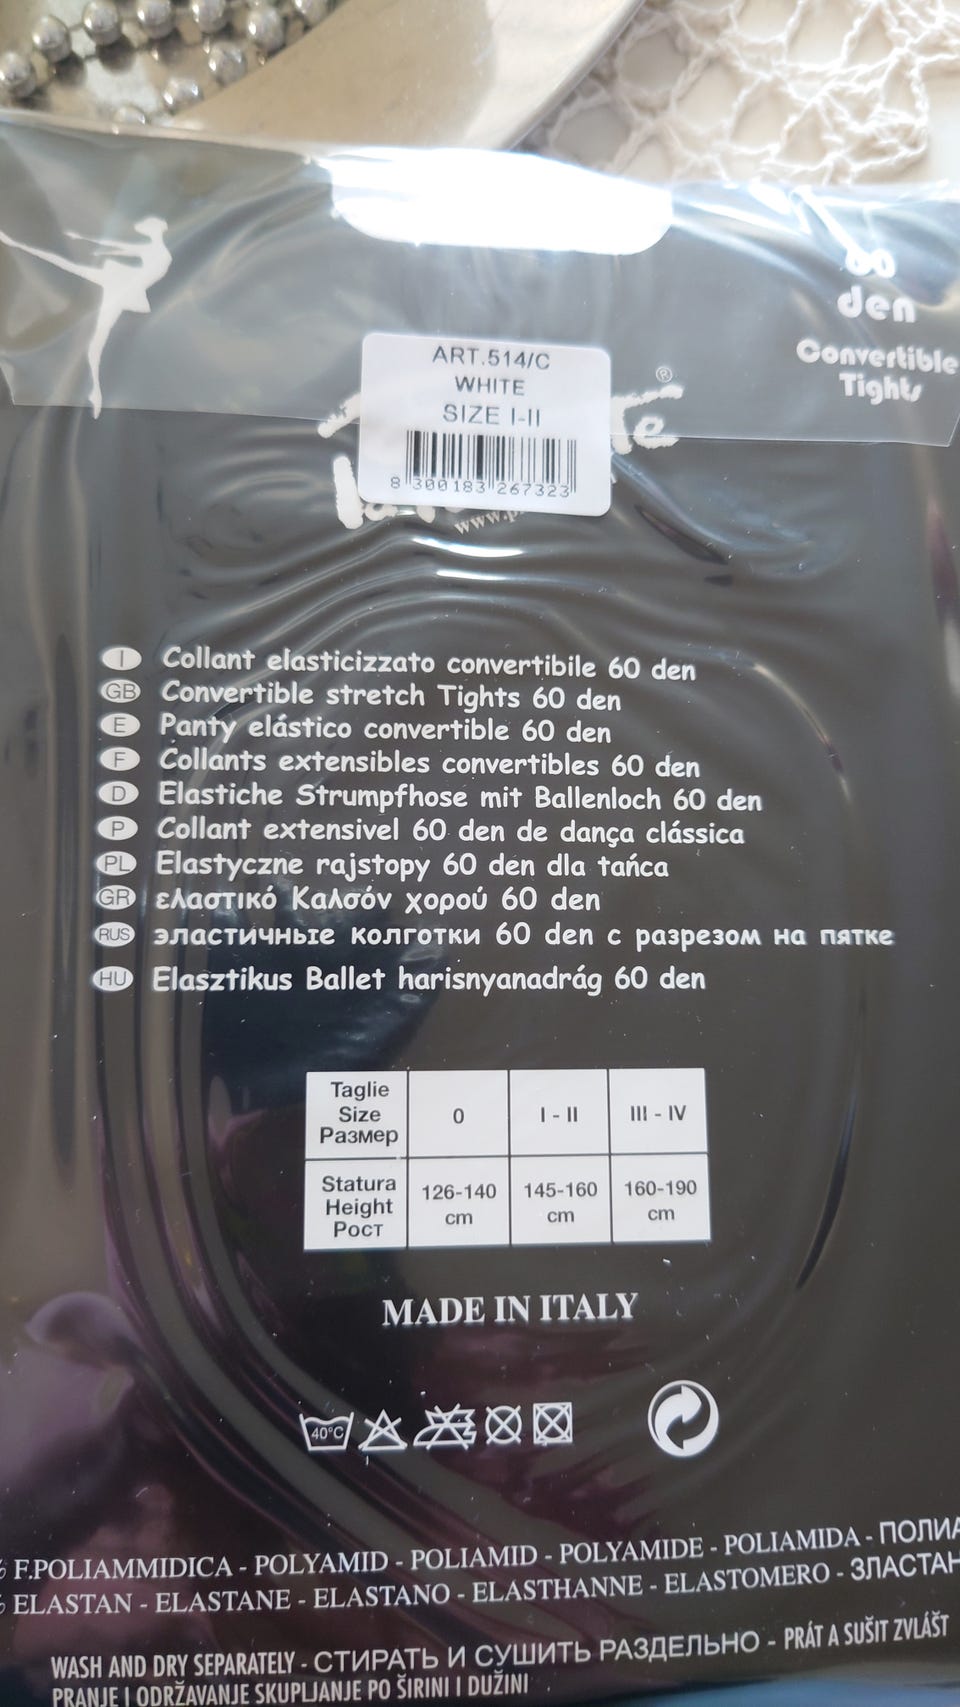 den
Convertible
Tights
ART.514/C
WHITE
SIZE I-II
8 300183 267323
®
I Collant elasticizzato convertibile 60 den
GB Convertible stretch Tights 60 den
E Panty elástico convertible 60 den
F Collants extensibles convertibles 60 den
D Elastiche Strumpfhose mit Ballenloch 60 den
P Collant extensivel 60 den de dança clássica
PL Elastyczne rajstopy 60 den dla tańca
GR ελαστικό Καλσόν χορού 60 den
RUS эластичные колготки 60 den с разрезом на пятке
HU Elasztikus Ballet harisnyanadrág 60 den
Taglie
Size
Размер
0
I - II
III - IV
Statura
Height
Рост
126-140
cm
145-160
cm
160-190
cm
MADE IN ITALY
40°C
% F.POLIAMMIDICA - POLYAMID - POLIAMID - POLYAMIDE - POLIAMIDA -
% ELASTAN - ELASTANE - ELASTANO - ELASTHANNE - ELASTOMERO -
WASH AND DRY SEPARATELY - СТИРАТЬ И СУШИТЬ РАЗДЕЛЬНО - PRÁT A SUŠIT ZVLÁŠT
PRANJE I ODRŽAVANJE SKUPLJANJE PO ŠIRINI I DUŽINI